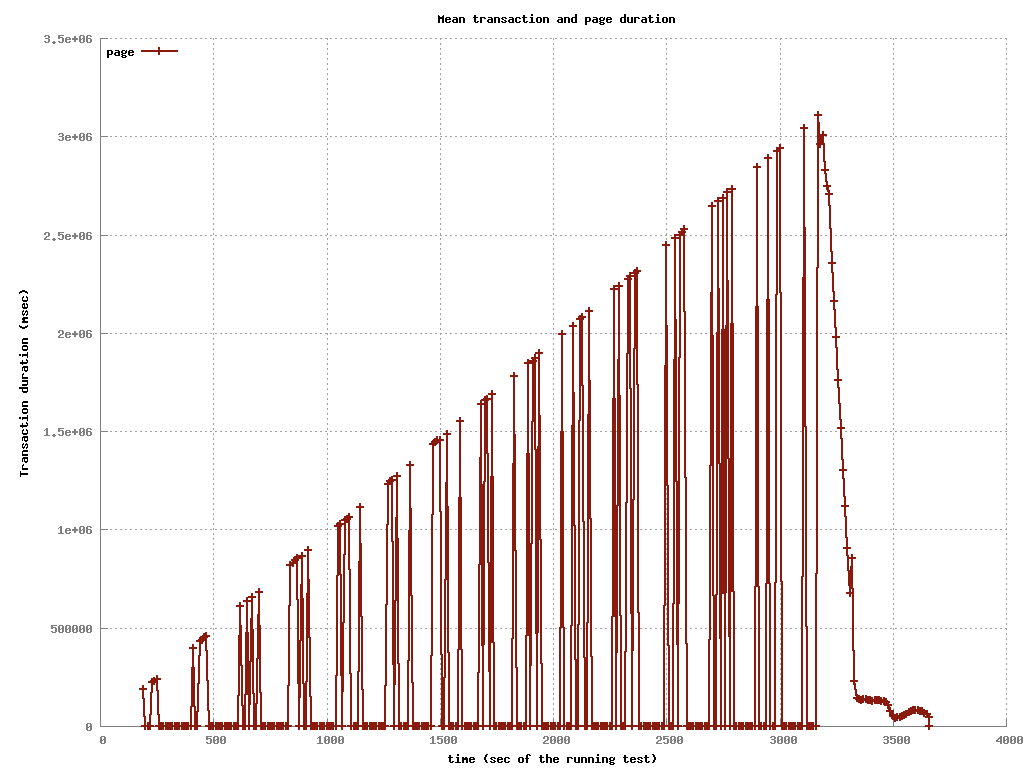 Mean transaction and page duration
3.5e+06
page
3e+06
2.5e+06
2e+06
1.5e+06
1e+06
500000
0
Transaction duration (msec)
0 500 1000 1500 2000 2500 3000 3500 4000
time (sec of the running test)